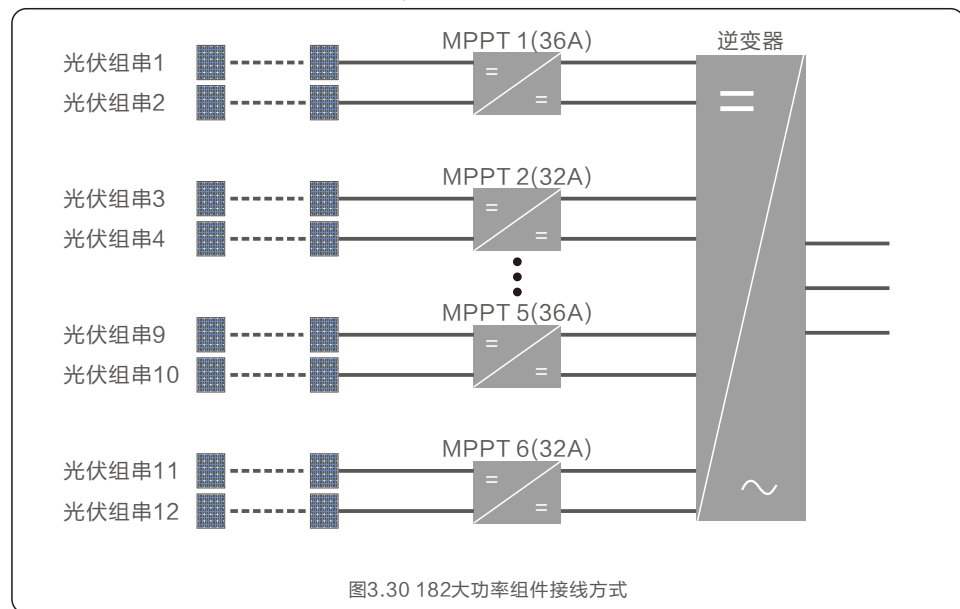 MPPT 1(36A)
逆变器
光伏组串1
光伏组串2
MPPT 2(32A)
光伏组串3
光伏组串4
MPPT 5(36A)
光伏组串9
光伏组串10
MPPT 6(32A)
光伏组串11
光伏组串12
图3.30 182大功率组件接线方式